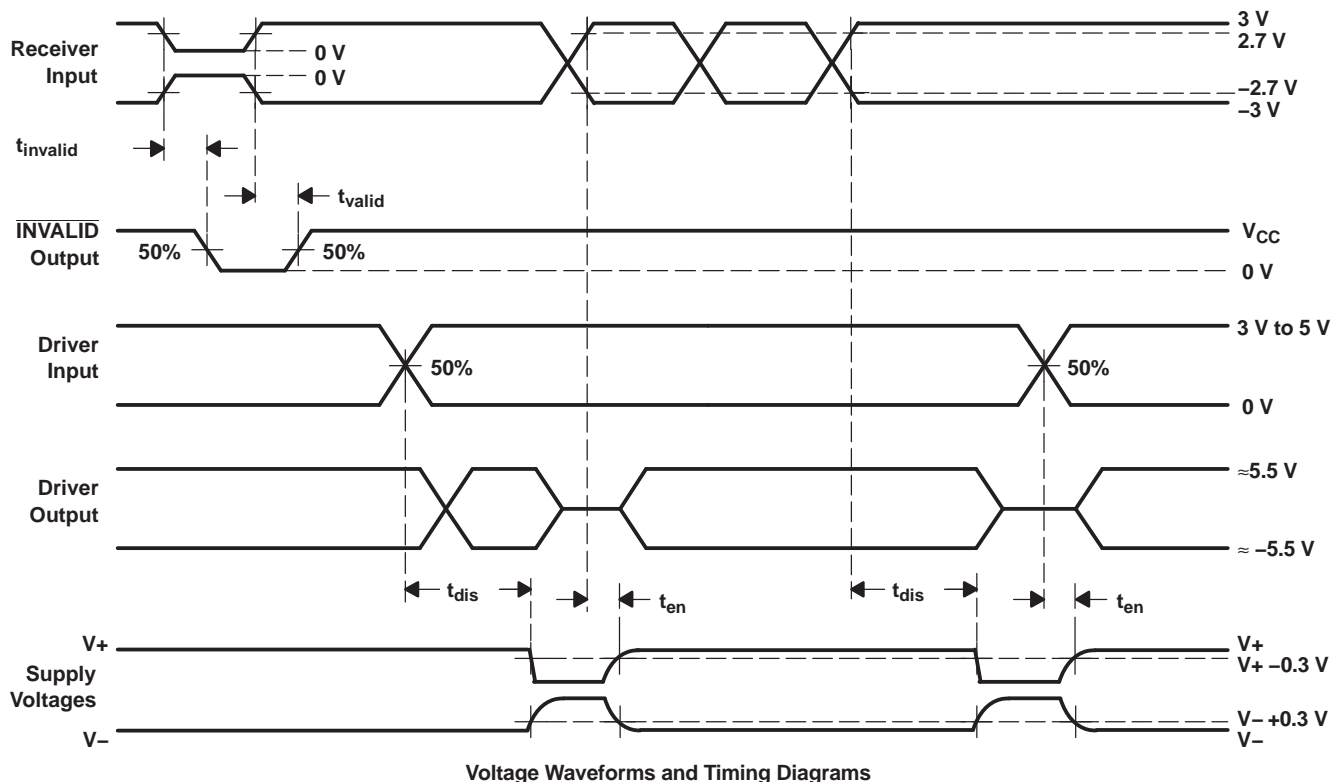 Receiver
Input
0 V
0 V
3 V
2.7 V
–2.7 V
–3 V
tinvalid
tvalid
INVALID
Output
50%
50%
VCC
0 V
Driver
Input
50%
50%
3 V to 5 V
0 V
Driver
Output
≈5.5 V
≈ –5.5 V
tdis
ten
tdis
ten
Supply
Voltages
V+
V–
V+
V+ –0.3 V
V– +0.3 V
V–
Voltage Waveforms and Timing Diagrams